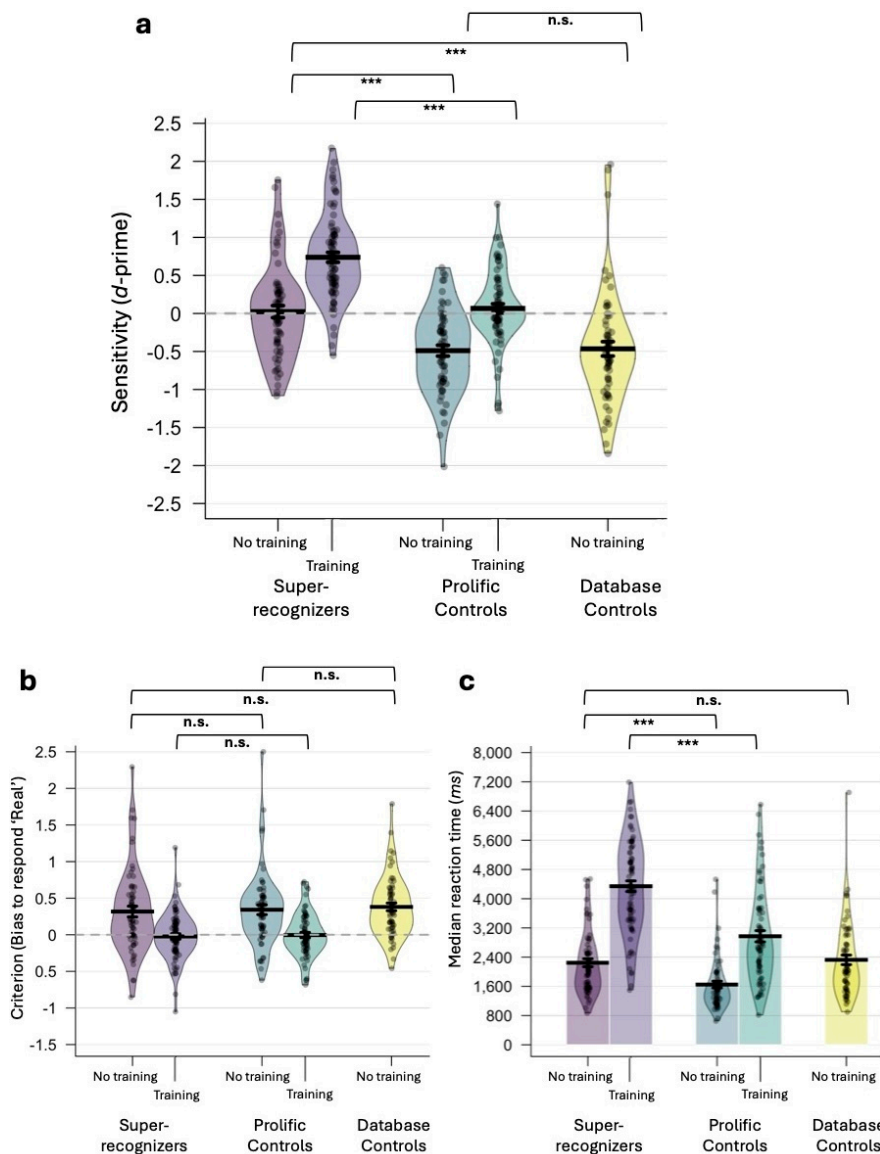 a
n.s.
***
***
***
Sensitivity (d-prime)
2.5
2
1.5
1
0.5
0
-0.5
-1
-1.5
-2
-2.5
No training
Training
No training
Training
No training
Super-
recognizers
Prolific
Controls
Database
Controls
b
n.s.
n.s.
n.s.
n.s.
Criterion (Bias to respond 'Real')
2.5
2
1.5
1
0.5
0
0.5
-1
-1.5
No training
Training
No training
Training
No training
Super-
recognizers
Prolific
Controls
Database
Controls
c
n.s.
***
***
Median reaction time (ms)
8,000
7,200
6,400
5,600
4,800
4,000
3,200
2,400
1,600
800
0
No training
Training
No training
Training
No training
Super-
recognizers
Prolific
Controls
Database
Controls